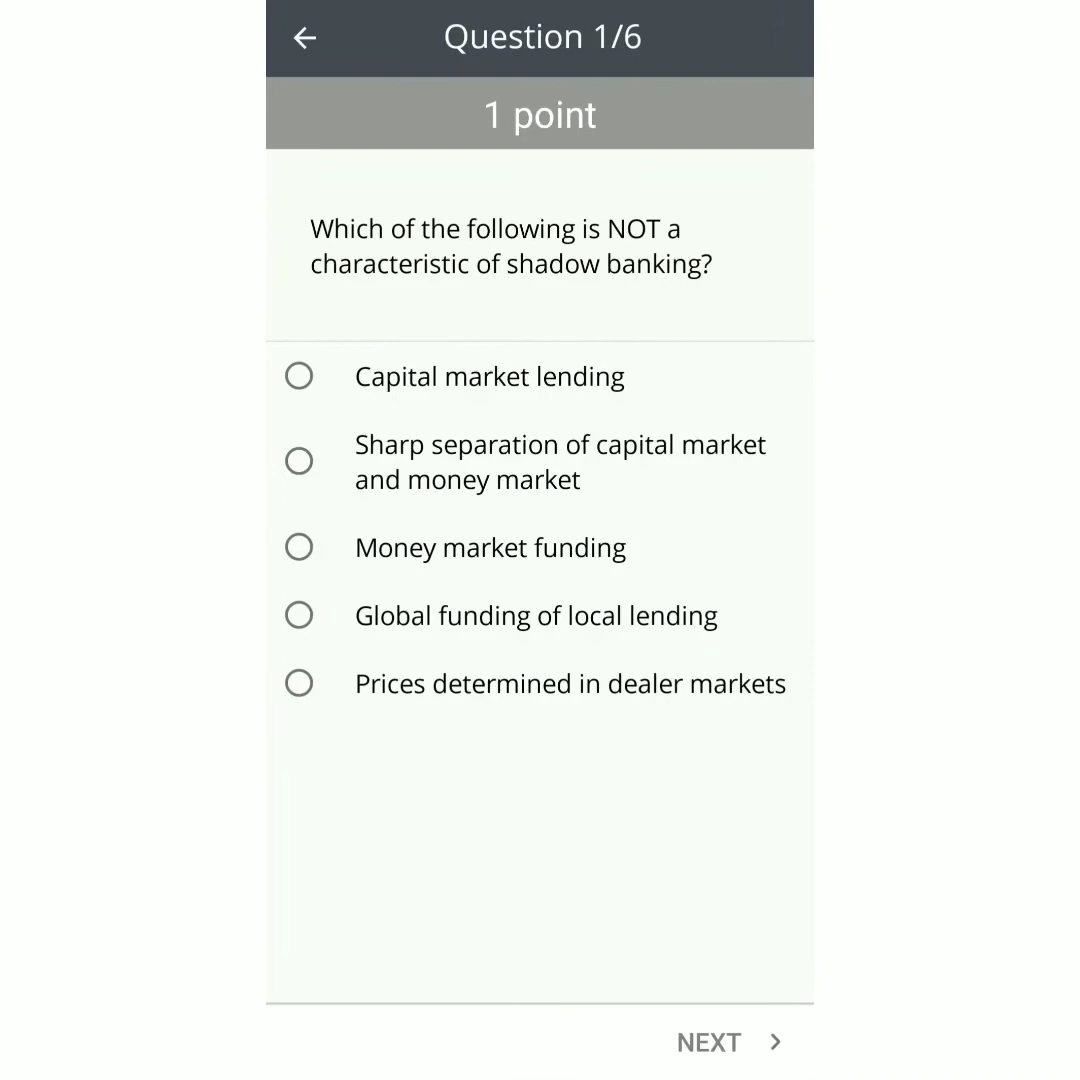 Question 1/6
1 point
Which of the following is NOT a
characteristic of shadow banking?
Capital market lending
Sharp separation of capital market
and money market
Money market funding
Global funding of local lending
Prices determined in dealer markets
NEXT